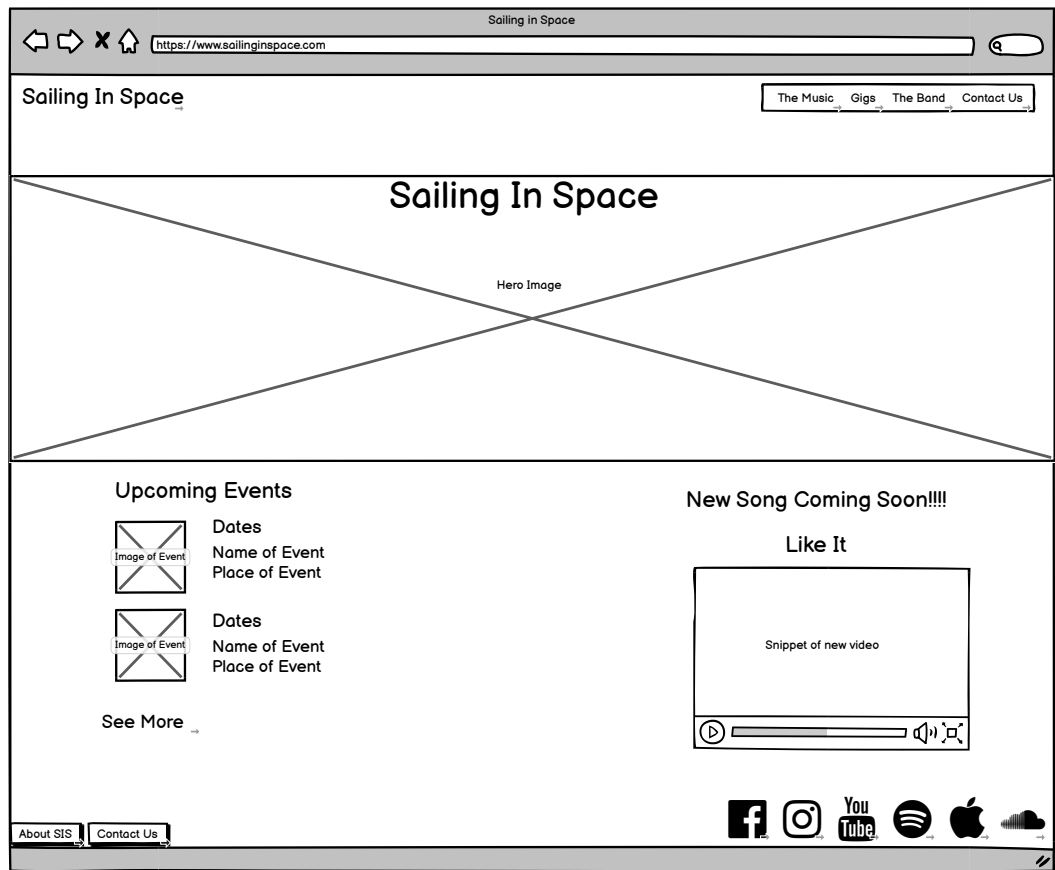 Sailing in Space
https://www.sailinginspace.com
Sailing In Space
The Music Gigs The Band Contact Us
Sailing In Space
Hero Image
Upcoming Events
Image of Event
Dates
Name of Event
Place of Event
Image of Event
Dates
Name of Event
Place of Event
See More
New Song Coming Soon!!!!
Like It
Snippet of new video
About SIS Contact Us
You
Tube